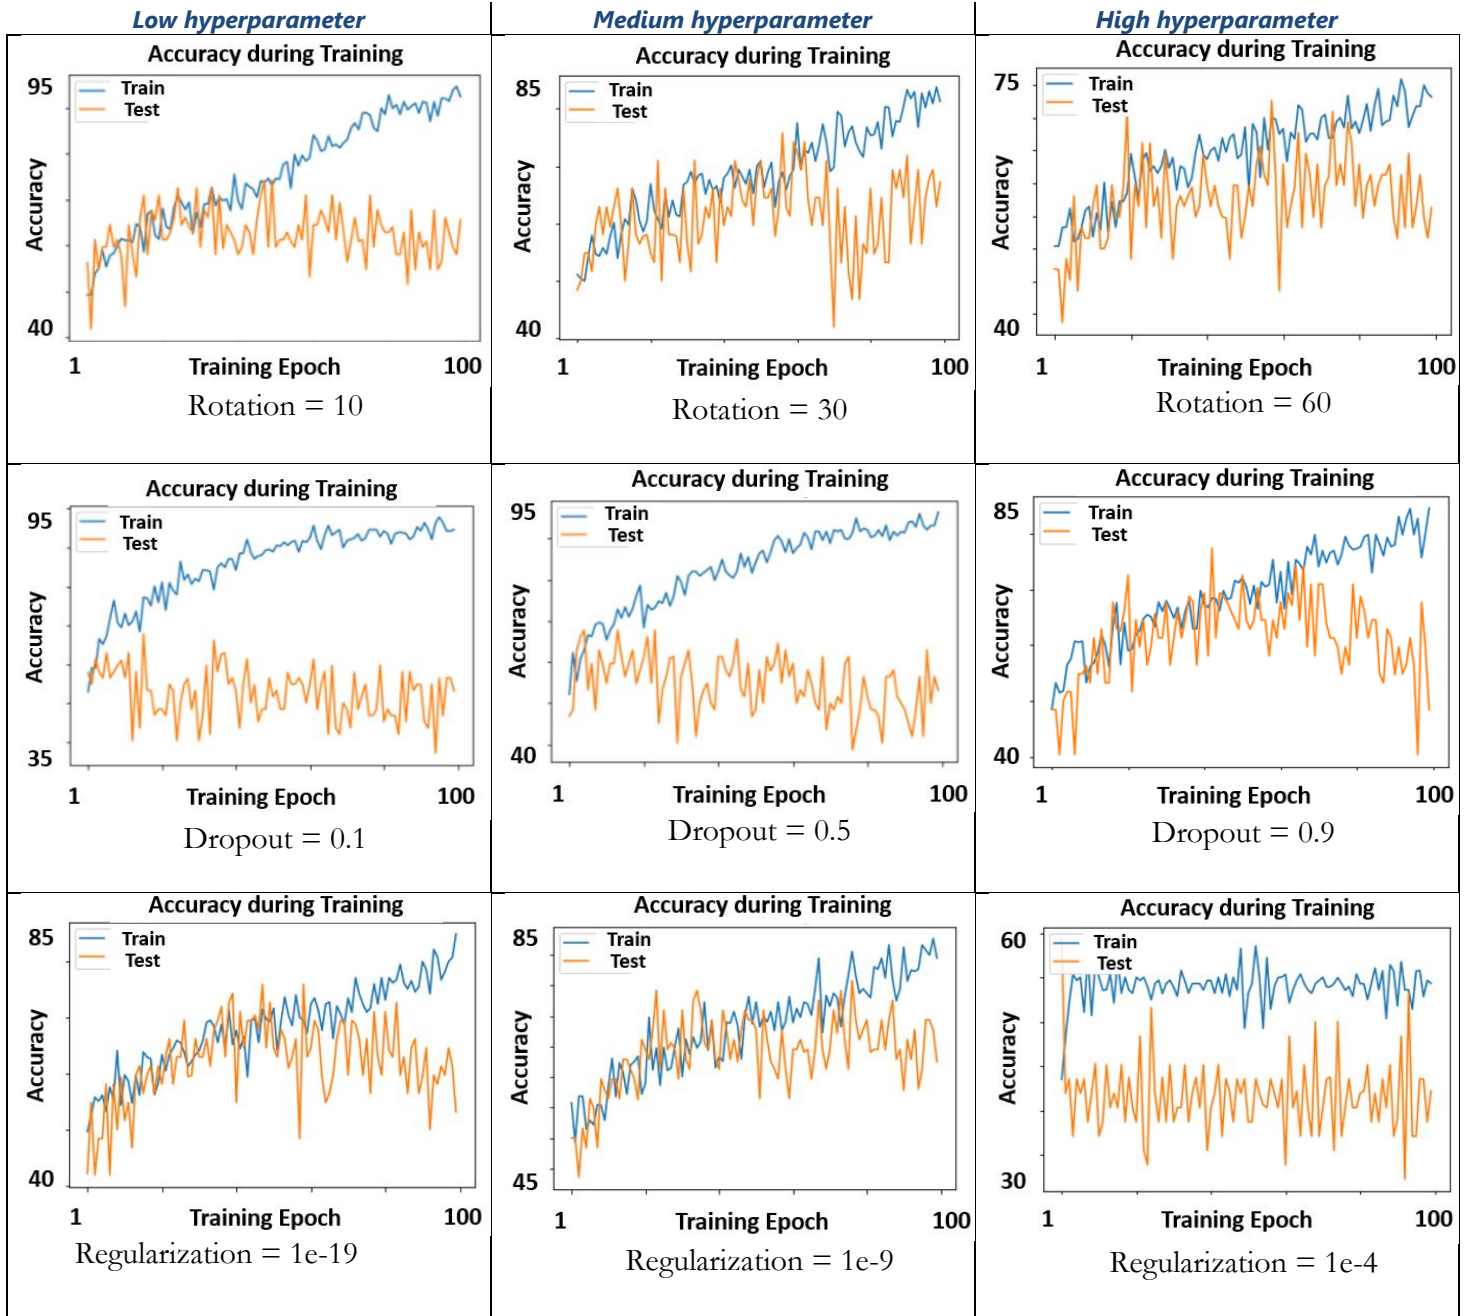 Low hyperparameter
Medium hyperparameter
High hyperparameter
Accuracy during Training
95
Train
Test
Accuracy
40
1
Training Epoch
100
Rotation = 10
Accuracy during Training
85
Train
Test
Accuracy
40
1
Training Epoch
100
Rotation = 30
Accuracy during Training
75
Train
Test
Accuracy
40
1
Training Epoch
100
Rotation = 60
Accuracy during Training
95
Train
Test
Accuracy
35
1
Training Epoch
100
Dropout = 0.1
Accuracy during Training
95
Train
Test
Accuracy
40
1
Training Epoch
100
Dropout = 0.5
Accuracy during Training
85
Train
Test
Accuracy
40
1
Training Epoch
100
Dropout = 0.9
Accuracy during Training
85
Train
Test
Accuracy
40
1
Training Epoch
100
Regularization = 1e-19
Accuracy during Training
85
Train
Test
Accuracy
45
1
Training Epoch
100
Regularization = 1e-9
Accuracy during Training
60
Train
Test
Accuracy
30
1
Training Epoch
100
Regularization = 1e-4